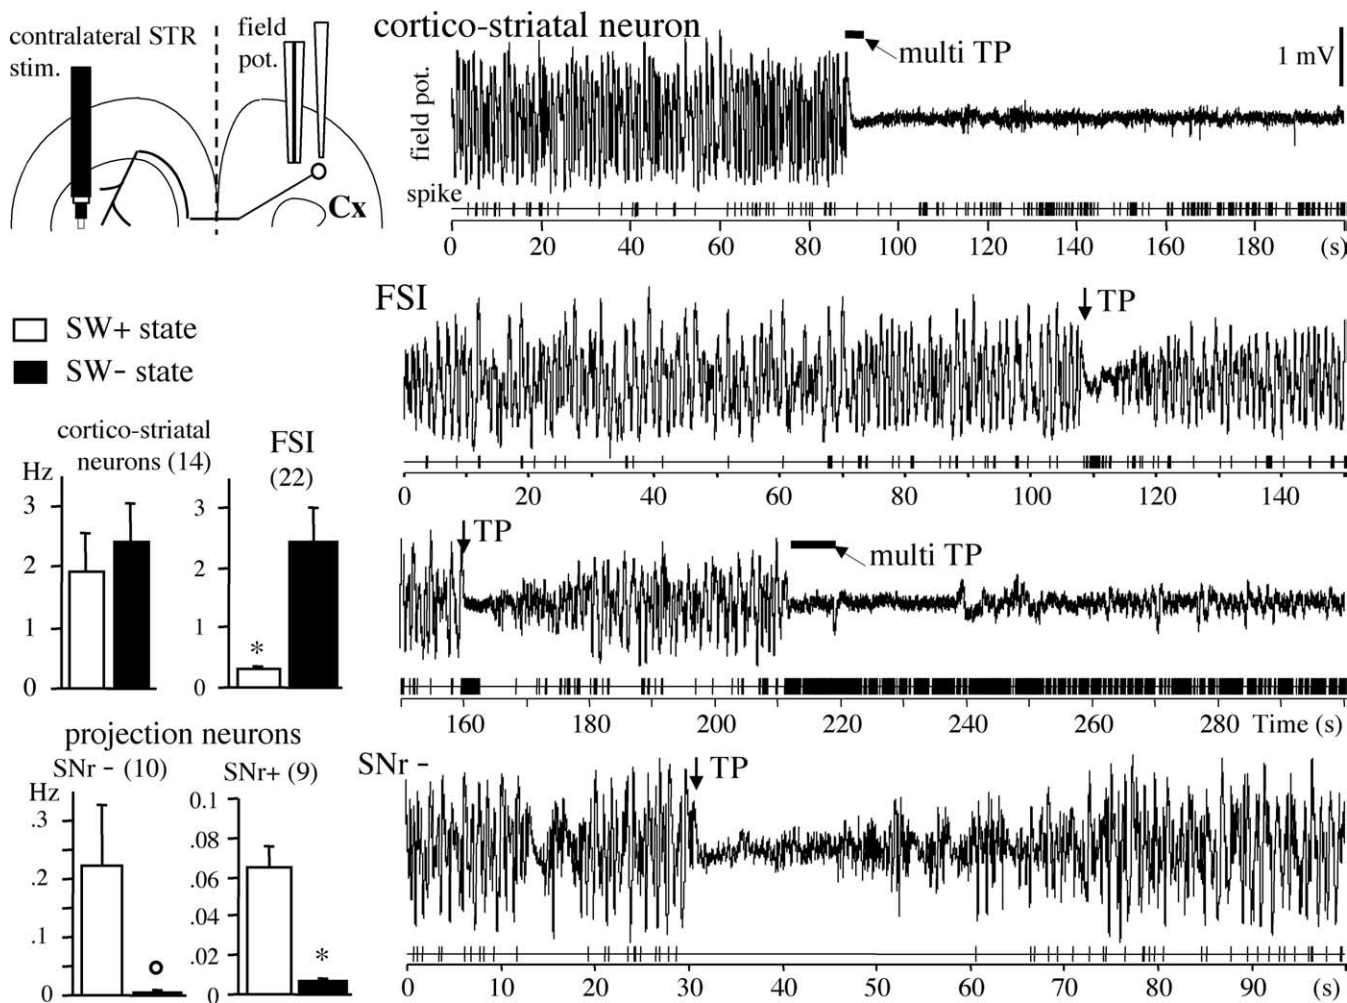 contralateral STR
stim.
field
pot.
Cx
cortico-striatal neuron
multi TP
1 mV
field pot.
spike
0 20 40 60 80 100 120 140 160 180 (s)
SW+ state
SW- state
FSI
TP
0 20 40 60 80 100 120 140
TP
multi TP
160 180 200 220 240 260 280 Time (s)
cortico-striatal
neurons (14)
Hz
3
2
1
0
FSI
(22)
3
2
1
0
*
projection neurons
SNr - (10)
Hz
.3
.2
.1
0
SNr+ (9)
0.1
.08
.06
.04
.02
0
*
SNr -
TP
0 10 20 30 40 50 60 70 80 90 (s)